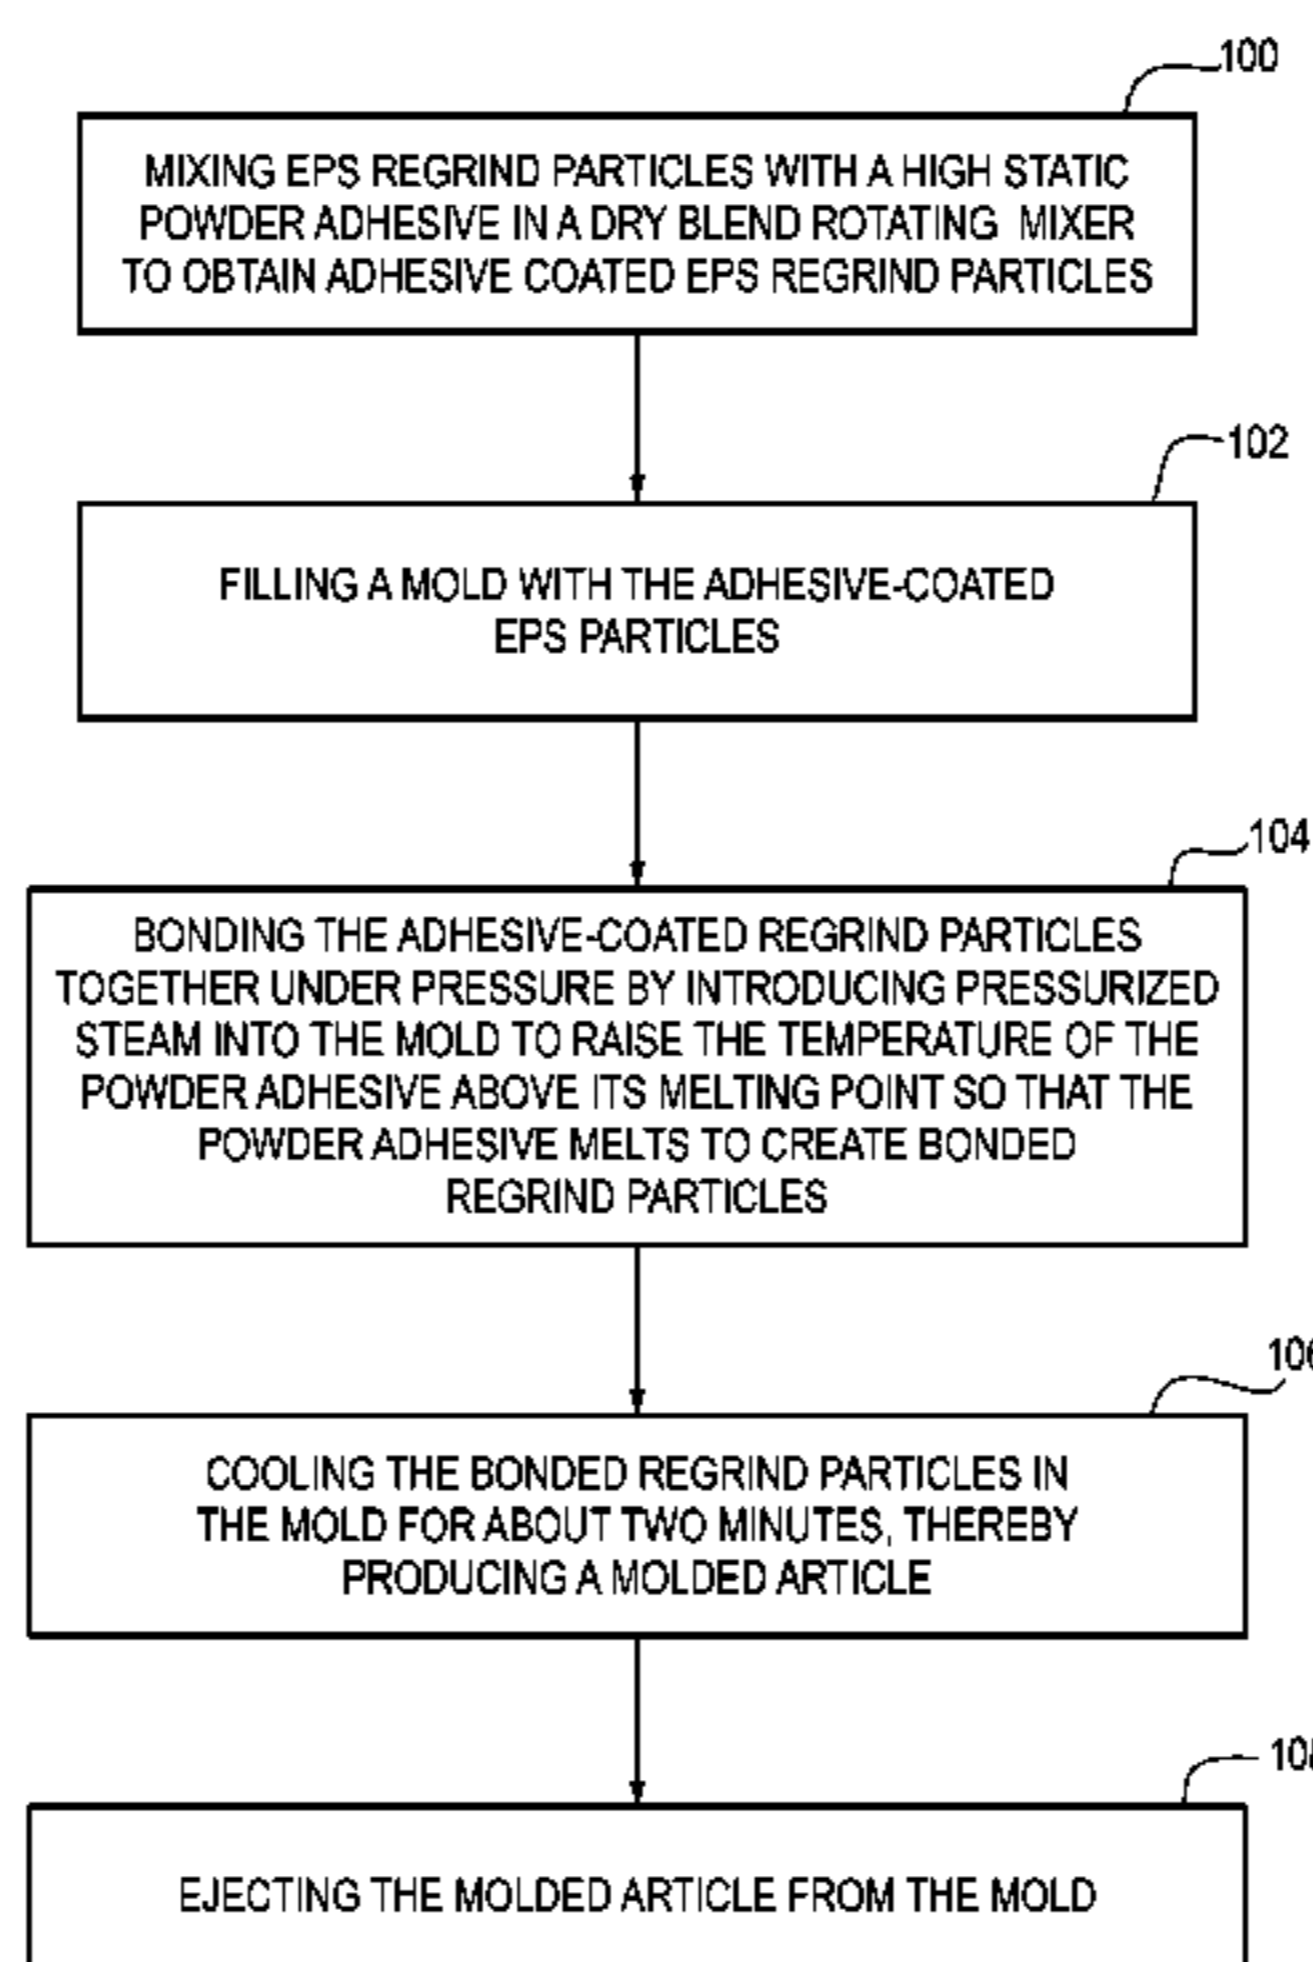 100
MIXING EPS REGRIND PARTICLES WITH A HIGH STATIC
POWDER ADHESIVE IN A DRY BLEND ROTATING MIXER
TO OBTAIN ADHESIVE COATED EPS REGRIND PARTICLES
102
FILLING A MOLD WITH THE ADHESIVE-COATED
EPS PARTICLES
104
BONDING THE ADHESIVE-COATED REGRIND PARTICLES
TOGETHER UNDER PRESSURE BY INTRODUCING PRESSURIZED
STEAM INTO THE MOLD TO RAISE THE TEMPERATURE OF THE
POWDER ADHESIVE ABOVE ITS MELTING POINT SO THAT THE
POWDER ADHESIVE MELTS TO CREATE BONDED
REGRIND PARTICLES
106
COOLING THE BONDED REGRIND PARTICLES IN
THE MOLD FOR ABOUT TWO MINUTES, THEREBY
PRODUCING A MOLDED ARTICLE
108
EJECTING THE MOLDED ARTICLE FROM THE MOLD